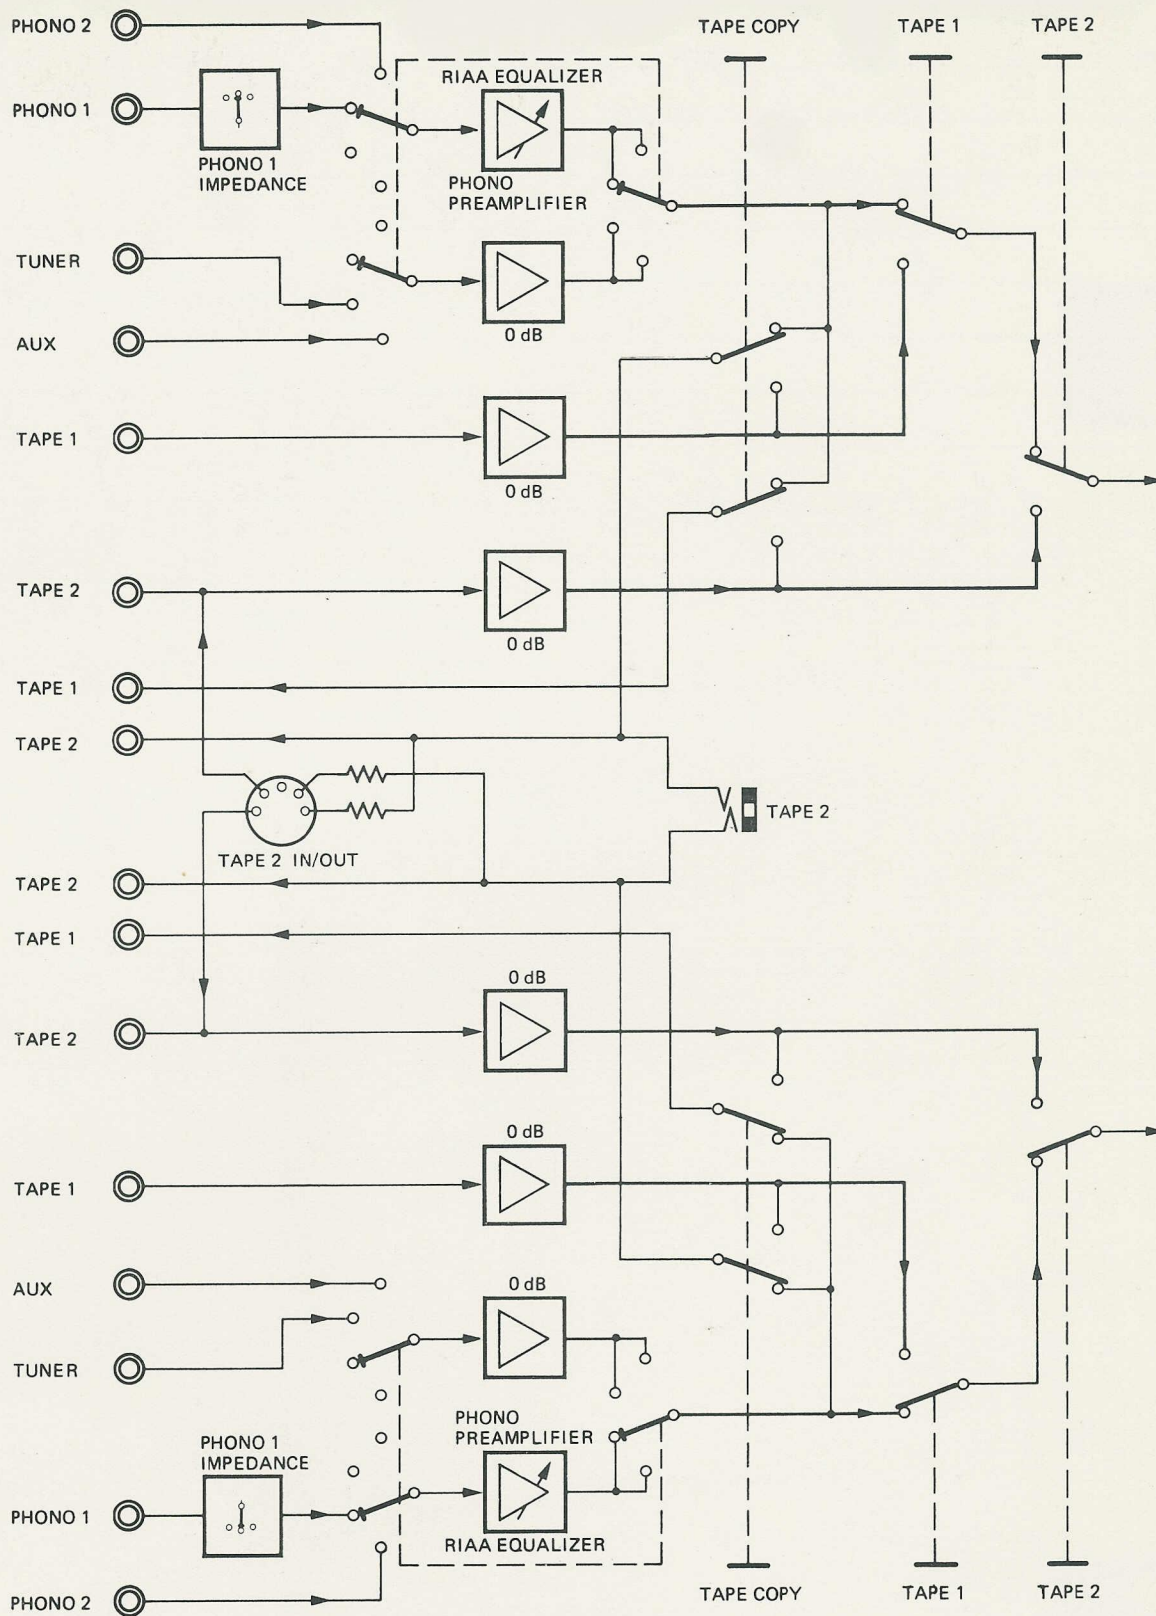 PHONO 2
TAPE COPY
TAPE 1
TAPE 2
RIAA EQUALIZER
PHONO 1
PHONO 1
IMPEDANCE
PHONO
PREAMPLIFIER
TUNER
AUX
0 dB
TAPE 1
0 dB
TAPE 2
0 dB
TAPE 1
TAPE 2
TAPE 2
TAPE 2 IN/OUT
TAPE 2
TAPE 1
0 dB
TAPE 2
0 dB
TAPE 1
AUX
0 dB
TUNER
PHONO
PREAMPLIFIER
PHONO 1
IMPEDANCE
PHONO 1
RIAA EQUALIZER
PHONO 2
TAPE COPY
TAPE 1
TAPE 2